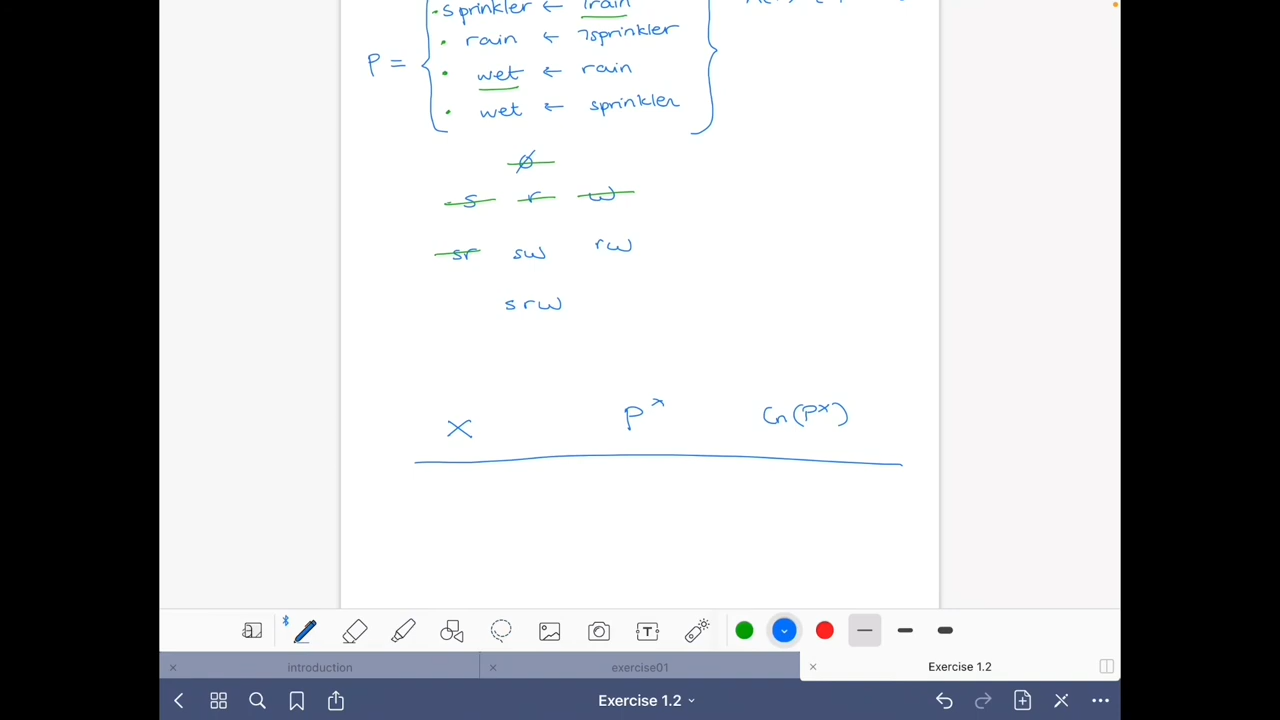 •sprinkler ← ¬rain
• rain ← ¬sprinkler
P =
• wet ← rain
• wet ← sprinkler
∅
s r w
sr sw rw
srw
X P^X Cn(P^X)
introduction exercise01 Exercise 1.2
Exercise 1.2